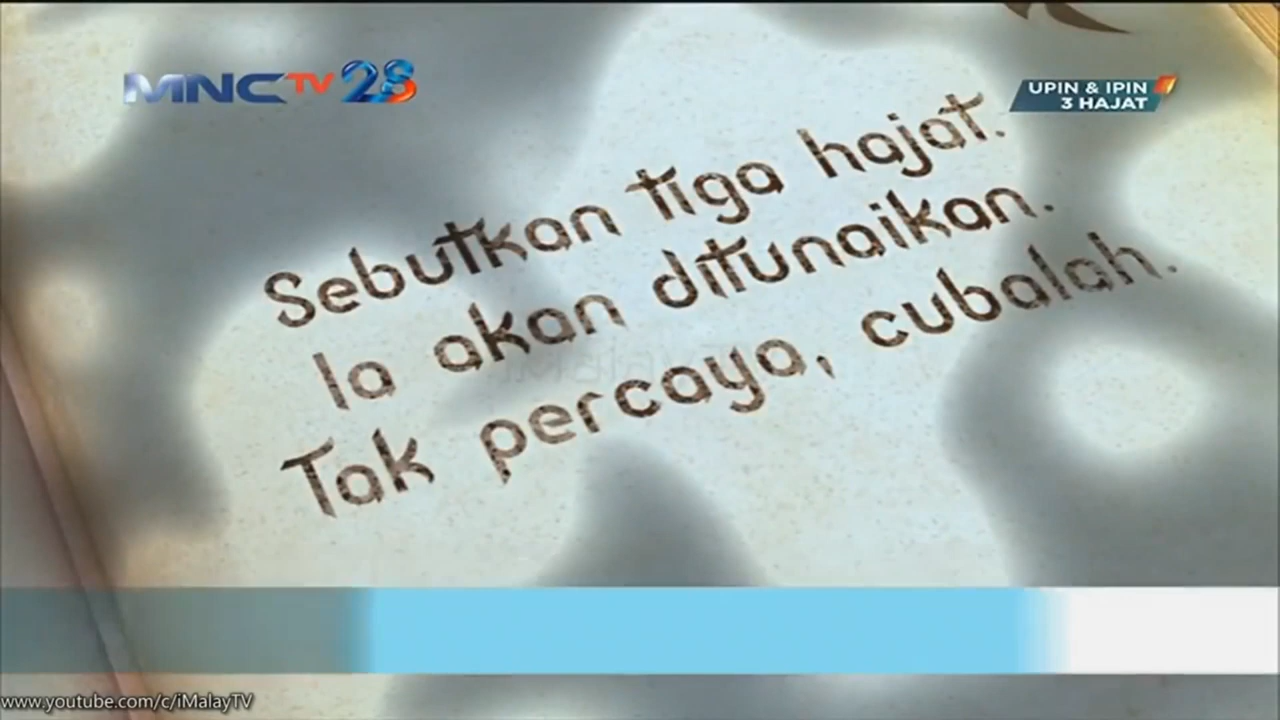 MNCTV 28
UPIN & IPIN
3 HAJAT
Sebutkan tiga hajat.
Ia akan ditunaikan.
Tak percaya, cubalah.
www.youtube.com/c/iMalayTV